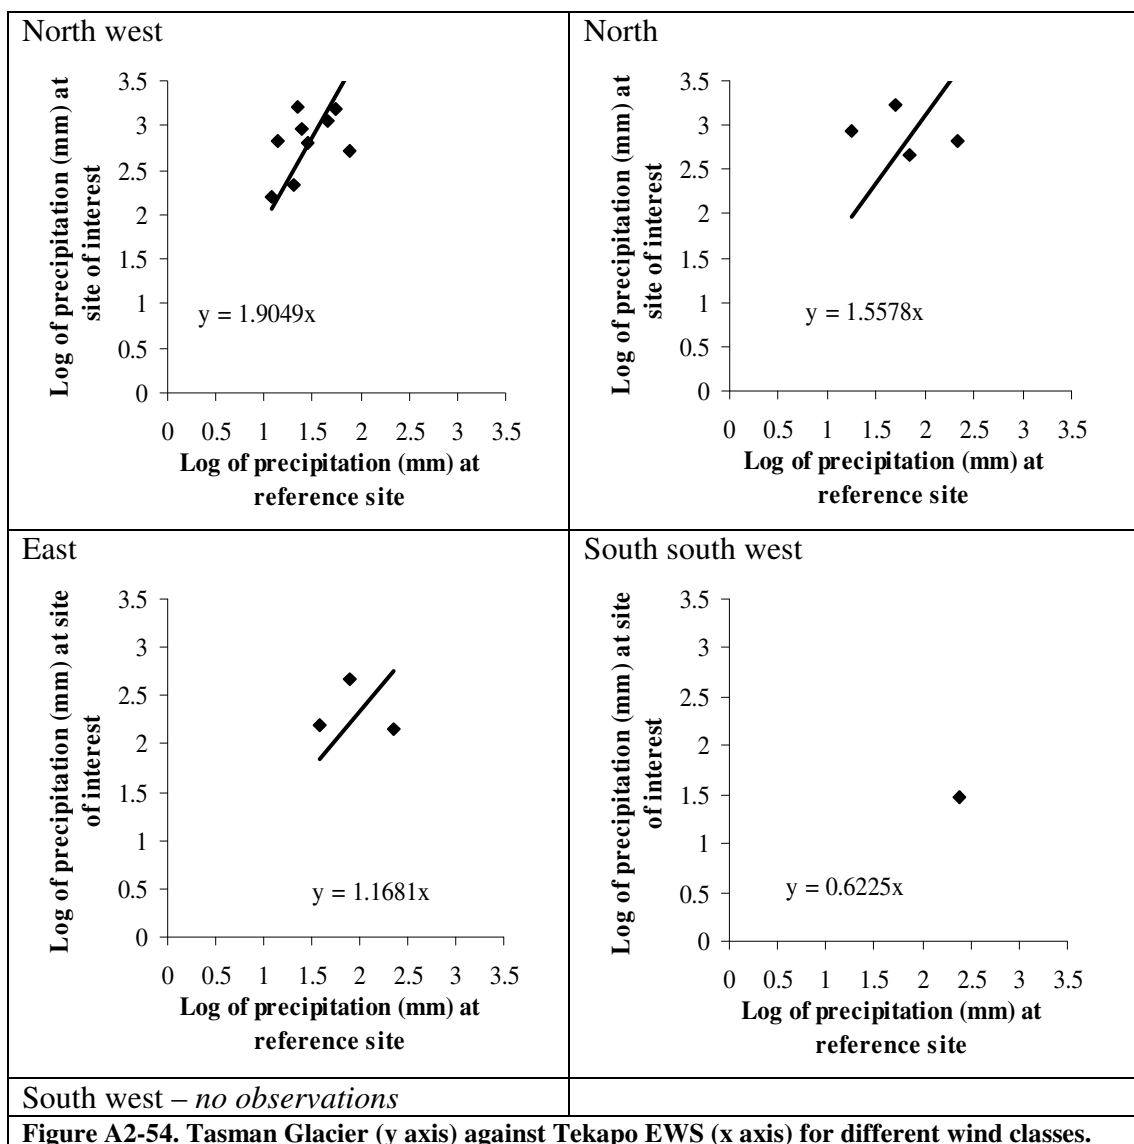 North west
Log of precipitation (mm) at
site of interest
3.5
3
2.5
2
1.5
1
0.5
0
y = 1.9049x
0 0.5 1 1.5 2 2.5 3 3.5
Log of precipitation (mm) at
reference site
North
Log of precipitation (mm) at
site of interest
3.5
3
2.5
2
1.5
1
0.5
0
y = 1.5578x
0 0.5 1 1.5 2 2.5 3 3.5
Log of precipitation (mm) at
reference site
East
Log of precipitation (mm) at site
of interest
3.5
3
2.5
2
1.5
1
0.5
0
y = 1.1681x
0 0.5 1 1.5 2 2.5 3 3.5
Log of precipitation (mm) at
reference site
South south west
Log of precipitation (mm) at site
of interest
3.5
3
2.5
2
1.5
1
0.5
0
y = 0.6225x
0 0.5 1 1.5 2 2.5 3 3.5
Log of precipitation (mm) at
reference site
South west – no observations
Figure A2-54. Tasman Glacier (y axis) against Tekapo EWS (x axis) for different wind classes.